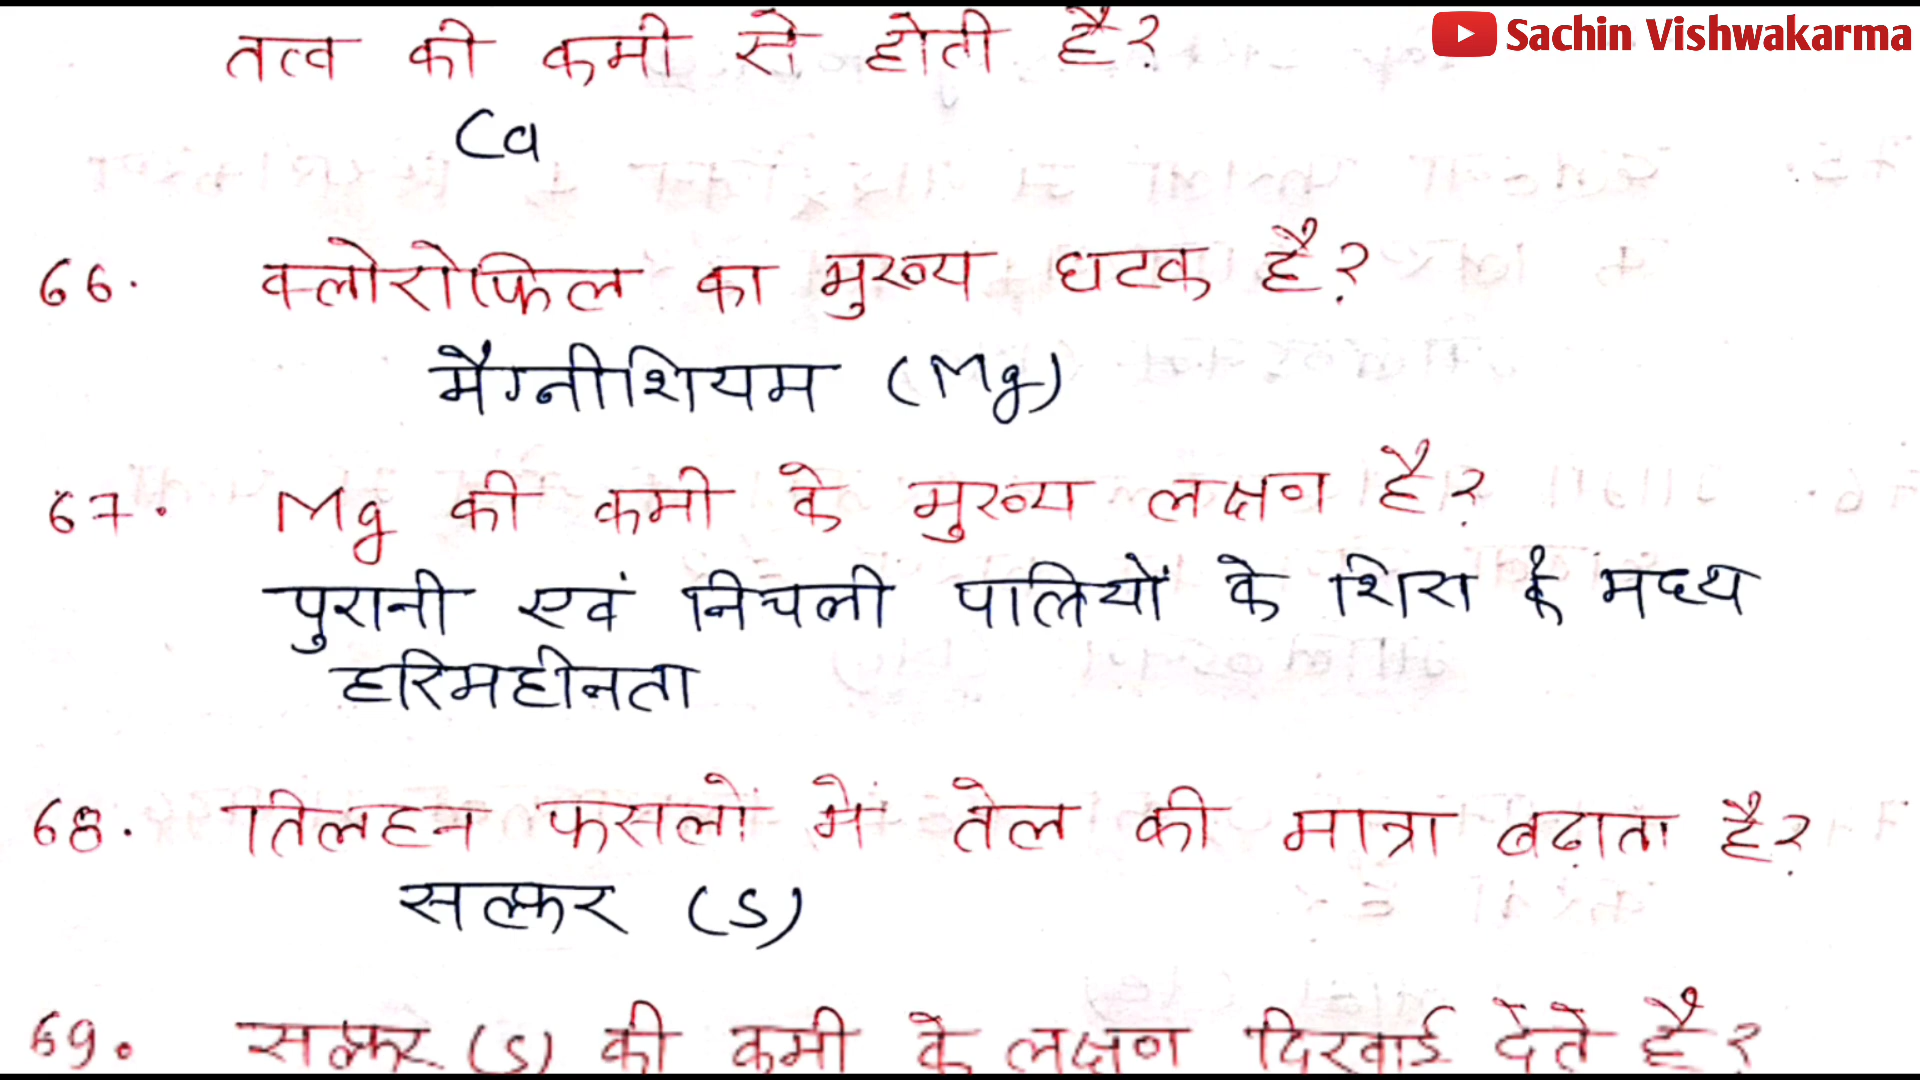 Sachin Vishwakarma
तत्व की कमी से होती है?
Ca
66. क्लोरोफिल का मुख्य घटक है?
मैग्नीशियम (Mg)
67. Mg की कमी के मुख्य लक्षण है?
पुरानी एवं निचली पत्तियों के शिरा के मध्य
हरिमहीनता
68. तिलहन फसलों में तेल की मात्रा बढ़ाता है?
सल्फर (S)
69. सल्फर (S) की कमी के लक्षण दिखाई देते है?